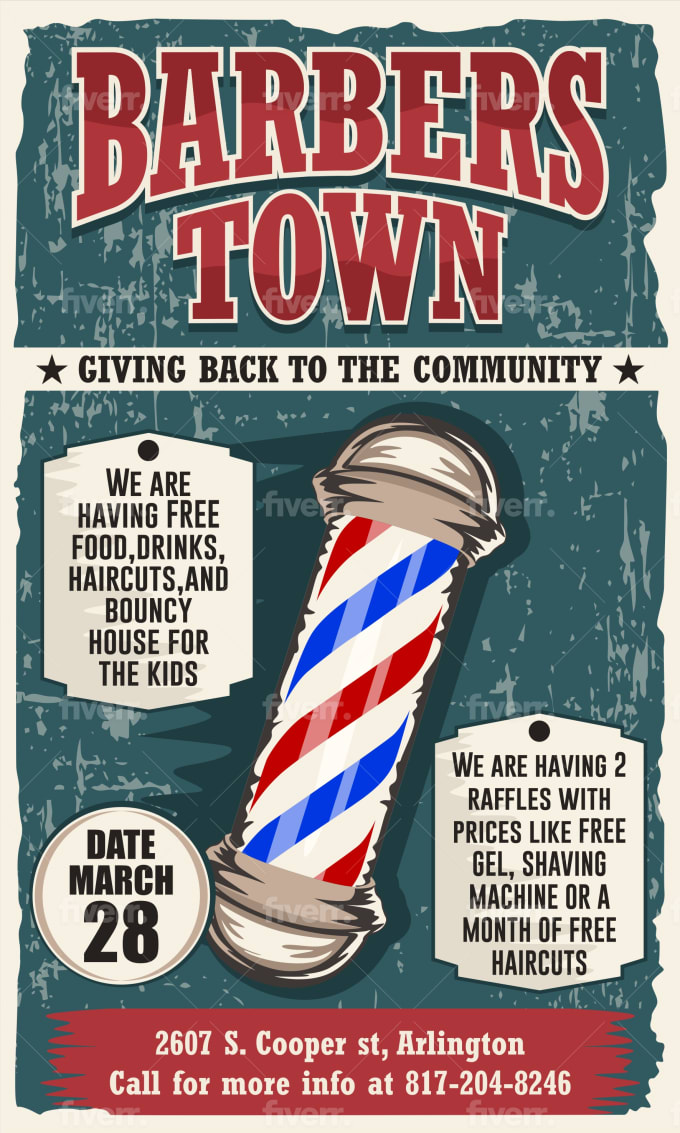 BARBERS
TOWN
★ GIVING BACK TO THE COMMUNITY ★
WE ARE
HAVING FREE
FOOD,DRINKS,
HAIRCUTS,AND
BOUNCY
HOUSE FOR
THE KIDS
WE ARE HAVING 2
RAFFLES WITH
PRICES LIKE FREE
GEL, SHAVING
MACHINE OR A
MONTH OF FREE
HAIRCUTS
DATE
MARCH
28
2607 S. Cooper st, Arlington
Call for more info at 817-204-8246
fiverr.